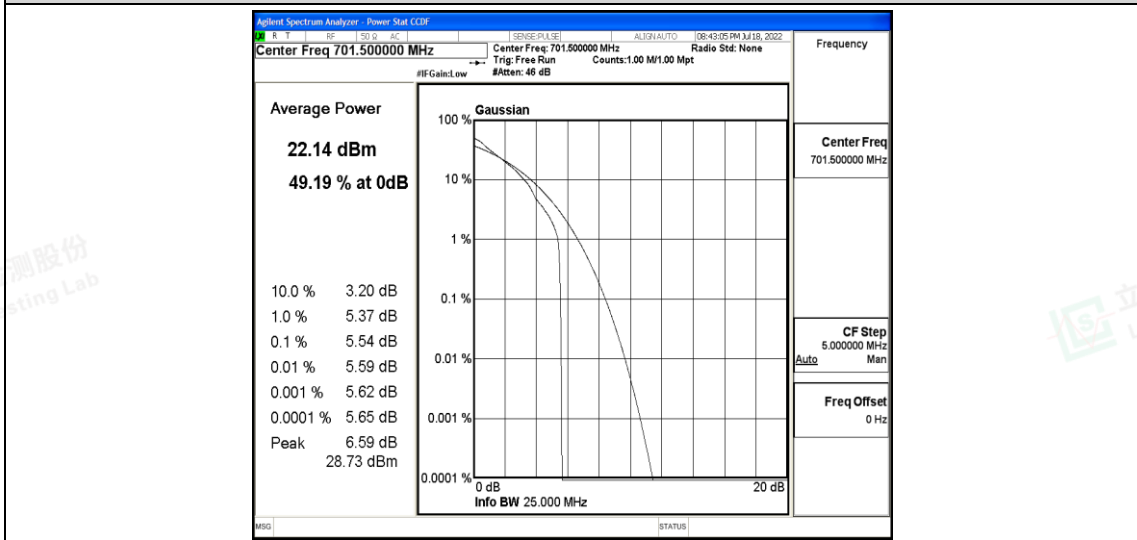 Agilent Spectrum Analyzer - Power Stat CCDF
LXI R T RF 50 Ω AC SENSE:PULSE ALIGN AUTO 08:43:05 PM Jul 18, 2022
Center Freq 701.500000 MHz
Center Freq: 701.500000 MHz Radio Std: None
Trig: Free Run Counts:1.00 M/1.00 Mpt
#IFGain:Low #Atten: 46 dB
Frequency
Average Power
22.14 dBm
49.19 % at 0dB
10.0 % 3.20 dB
1.0 % 5.37 dB
0.1 % 5.54 dB
0.01 % 5.59 dB
0.001 % 5.62 dB
0.0001 % 5.65 dB
Peak 6.59 dB
28.73 dBm
Gaussian
100 %
10 %
1 %
0.1 %
0.01 %
0.001 %
0.0001 %
0 dB 20 dB
Info BW 25.000 MHz
Center Freq
701.500000 MHz
CF Step
5.000000 MHz
Auto Man
Freq Offset
0 Hz
MSG STATUS
测股份
sting Lab
立